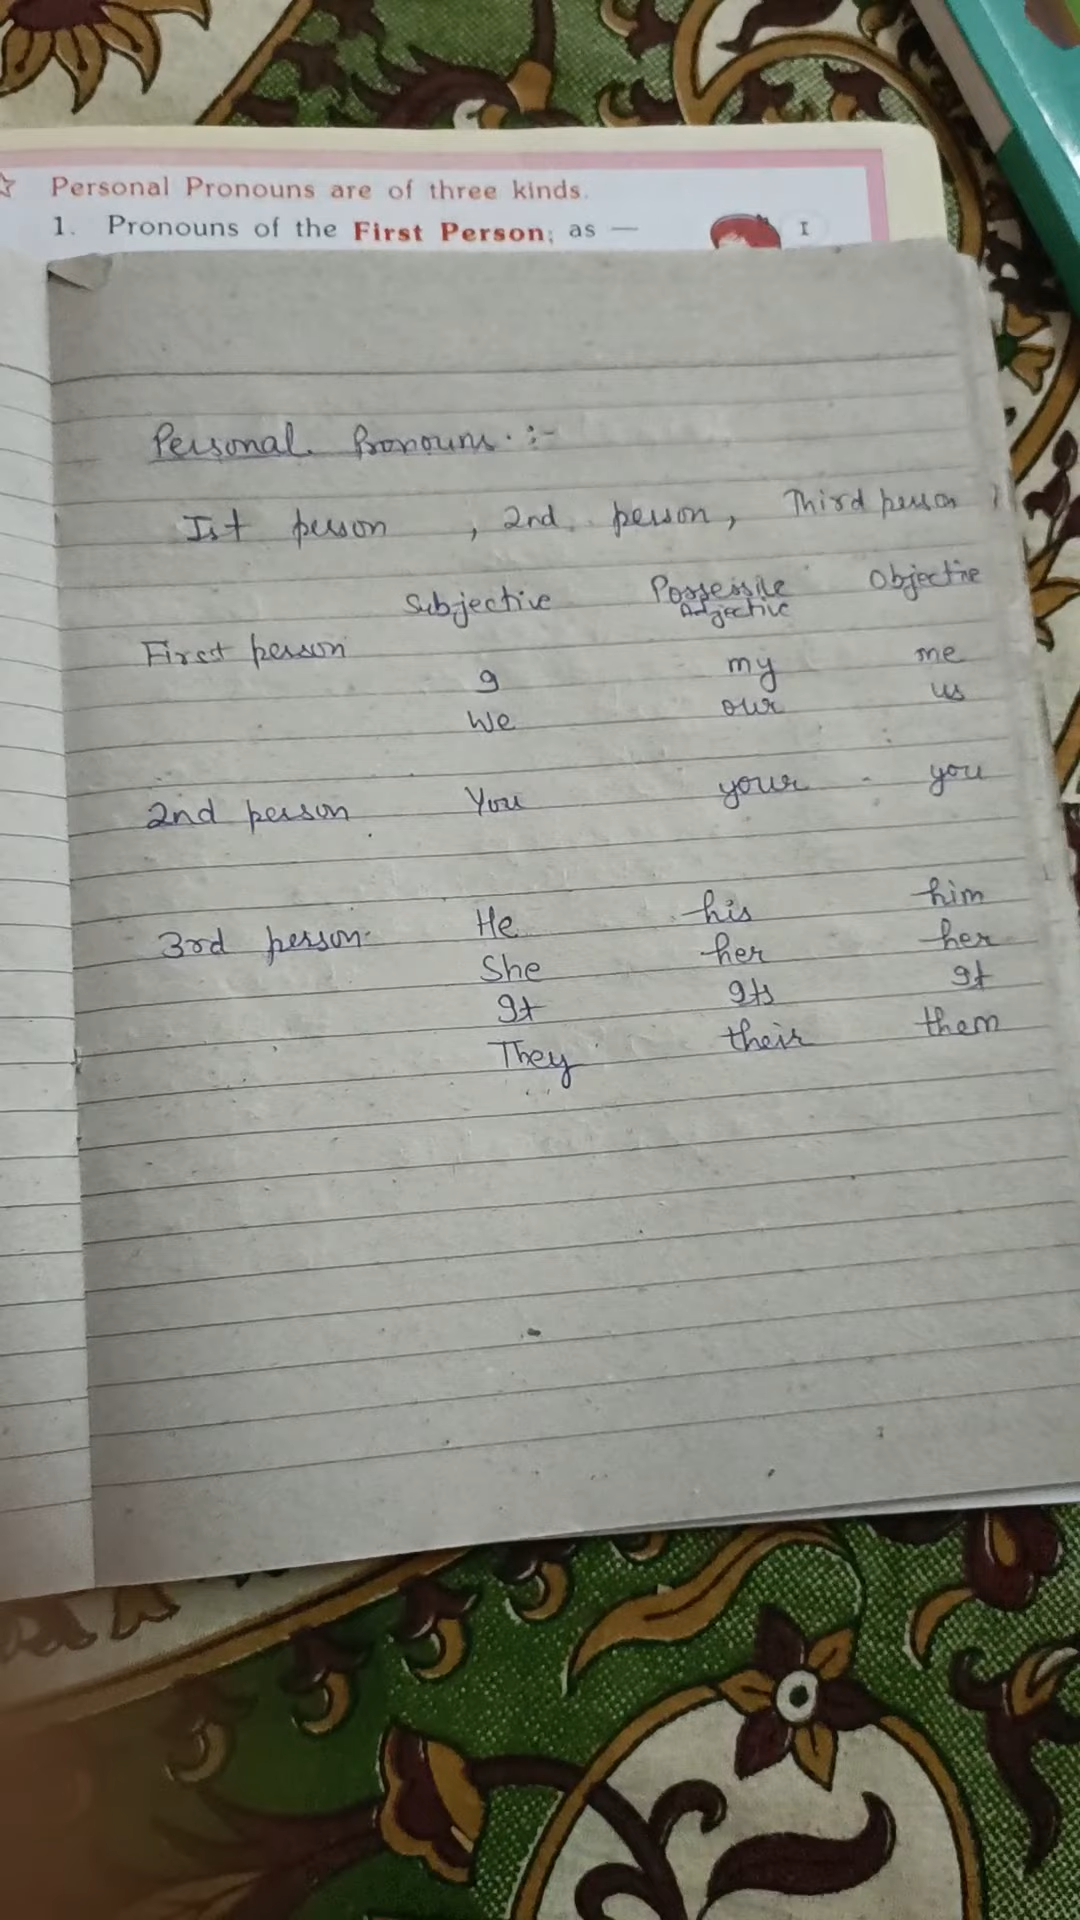 Personal Pronouns are of three kinds.
1. Pronouns of the First Person; as —
I
Personal Pronouns :-
Ist person , 2nd person, Third person
Subjective Possessive Objective
Adjective
First person
I my me
We our us
2nd person You your you
3rd person He his him
She her her
It Its It
They their them